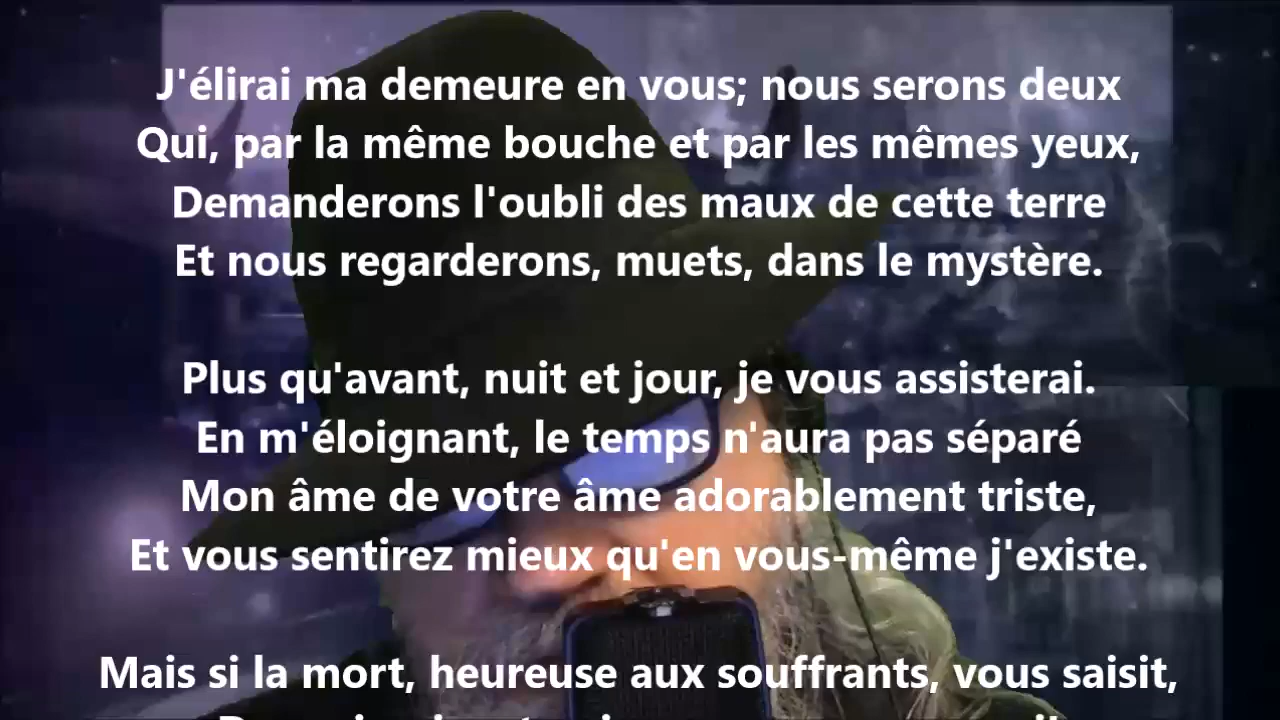 J'élirai ma demeure en vous; nous serons deux
Qui, par la même bouche et par les mêmes yeux,
Demanderons l'oubli des maux de cette terre
Et nous regarderons, muets, dans le mystère.
Plus qu'avant, nuit et jour, je vous assisterai.
En m'éloignant, le temps n'aura pas séparé
Mon âme de votre âme adorablement triste,
Et vous sentirez mieux qu'en vous-même j'existe.
Mais si la mort, heureuse aux souffrants, vous saisit,